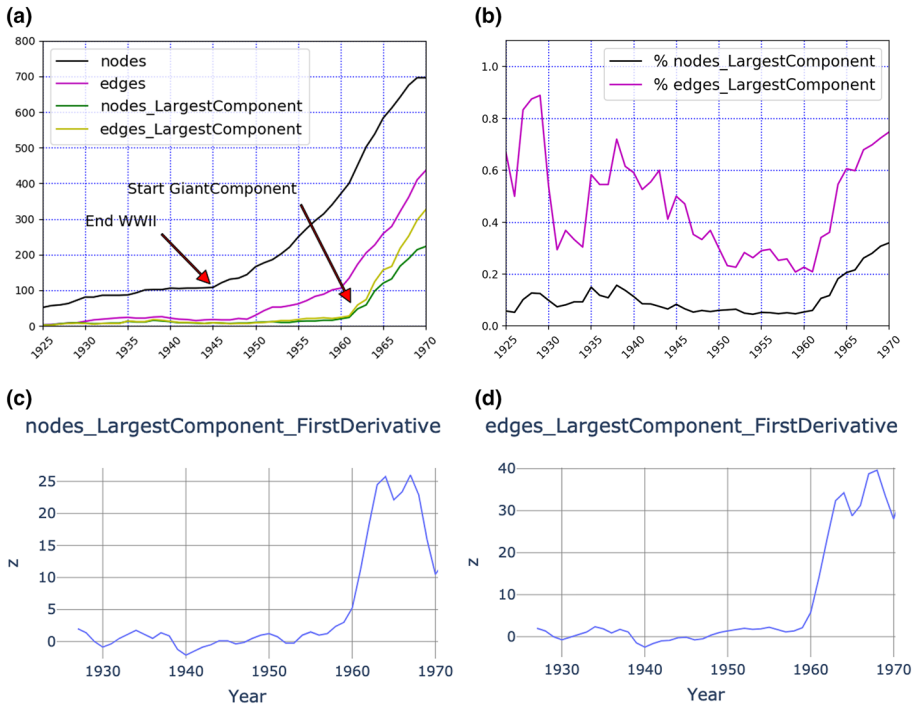 (a)
800
700
600
500
400
300
200
100
0
nodes
edges
nodes_LargestComponent
edges_LargestComponent
Start GiantComponent
End WWII
1925 1930 1935 1940 1945 1950 1955 1960 1965 1970
(b)
1.0
0.8
0.6
0.4
0.2
0.0
% nodes_LargestComponent
% edges_LargestComponent
1925 1930 1935 1940 1945 1950 1955 1960 1965 1970
(c)
nodes_LargestComponent_FirstDerivative
25
20
15
10
5
0
z
1930 1940 1950 1960 1970
Year
(d)
edges_LargestComponent_FirstDerivative
40
30
20
10
0
z
1930 1940 1950 1960 1970
Year